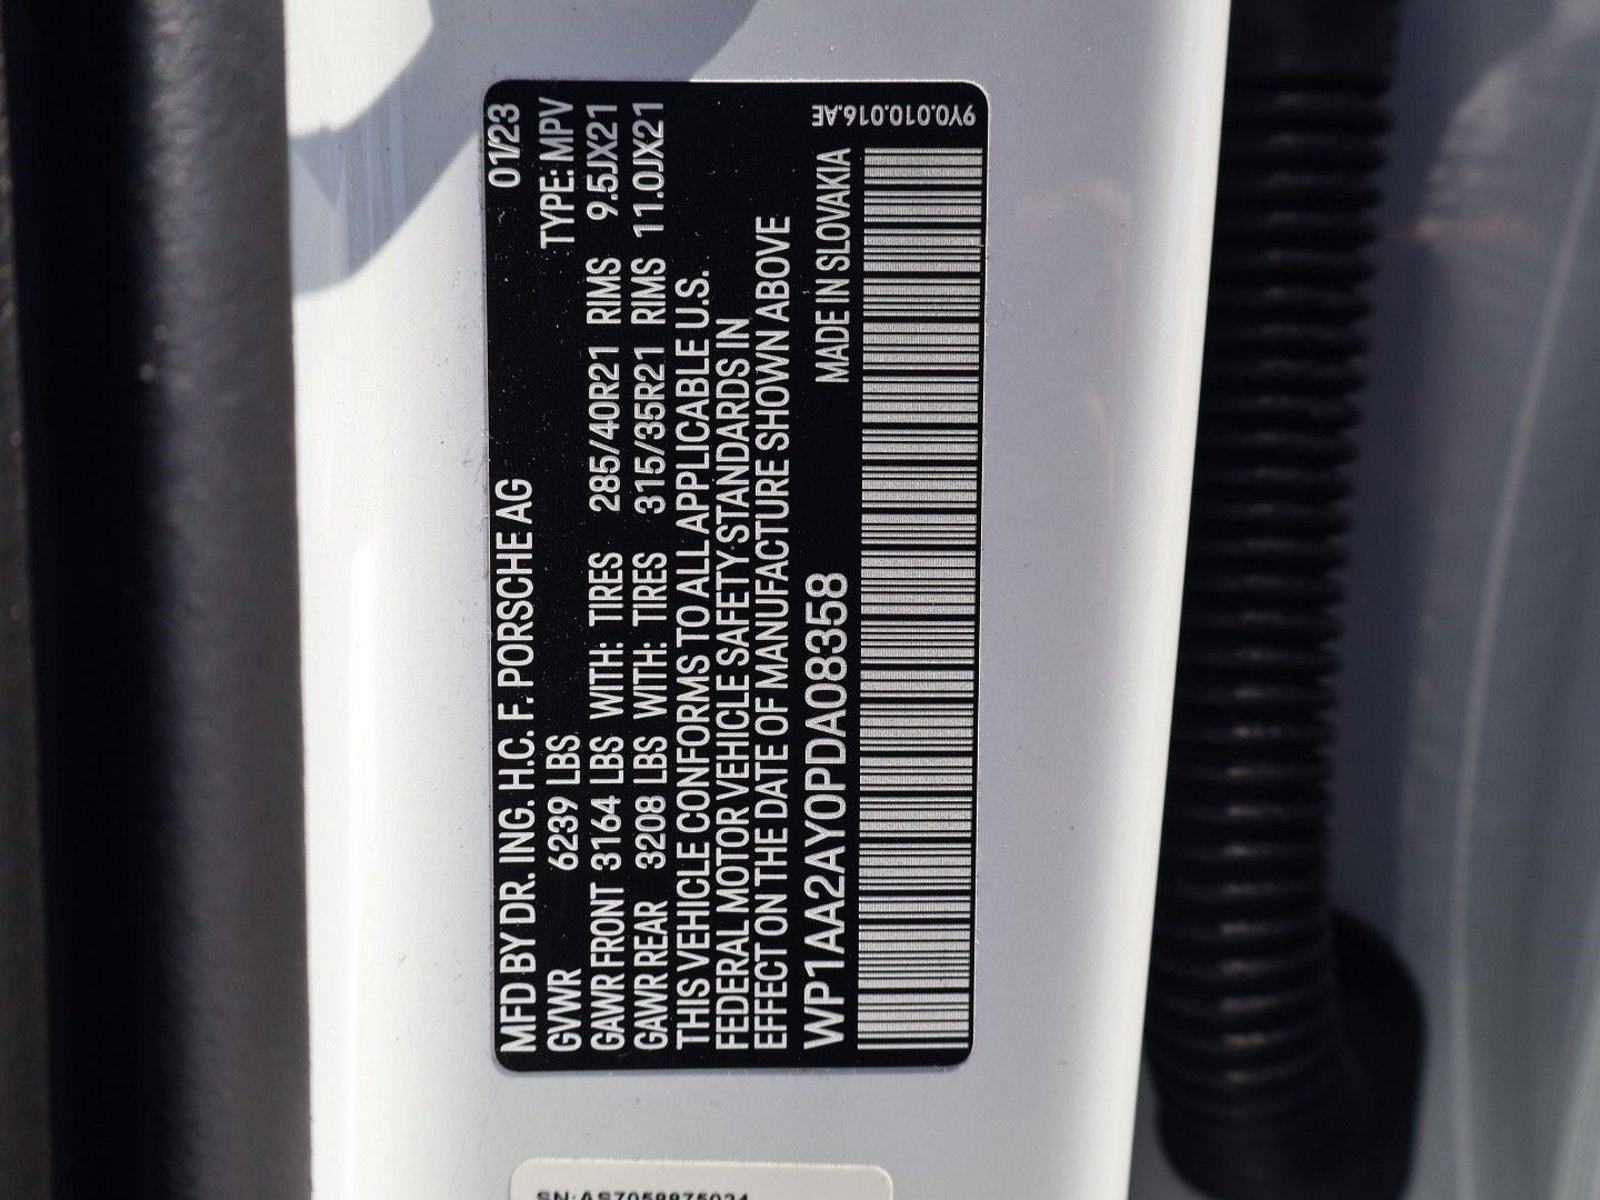 MFD BY DR. ING. H.C. F. PORSCHE AG 01/23
GVWR 6239 LBS TYPE: MPV
GAWR FRONT 3164 LBS WITH: TIRES 285/40R21 RIMS 9.5JX21
GAWR REAR 3208 LBS WITH: TIRES 315/35R21 RIMS 11.0JX21
THIS VEHICLE CONFORMS TO ALL APPLICABLE U.S.
FEDERAL MOTOR VEHICLE SAFETY STANDARDS IN
EFFECT ON THE DATE OF MANUFACTURE SHOWN ABOVE
WP1AA2AY0PDA08358 MADE IN SLOVAKIA
9Y0.010.016.AE